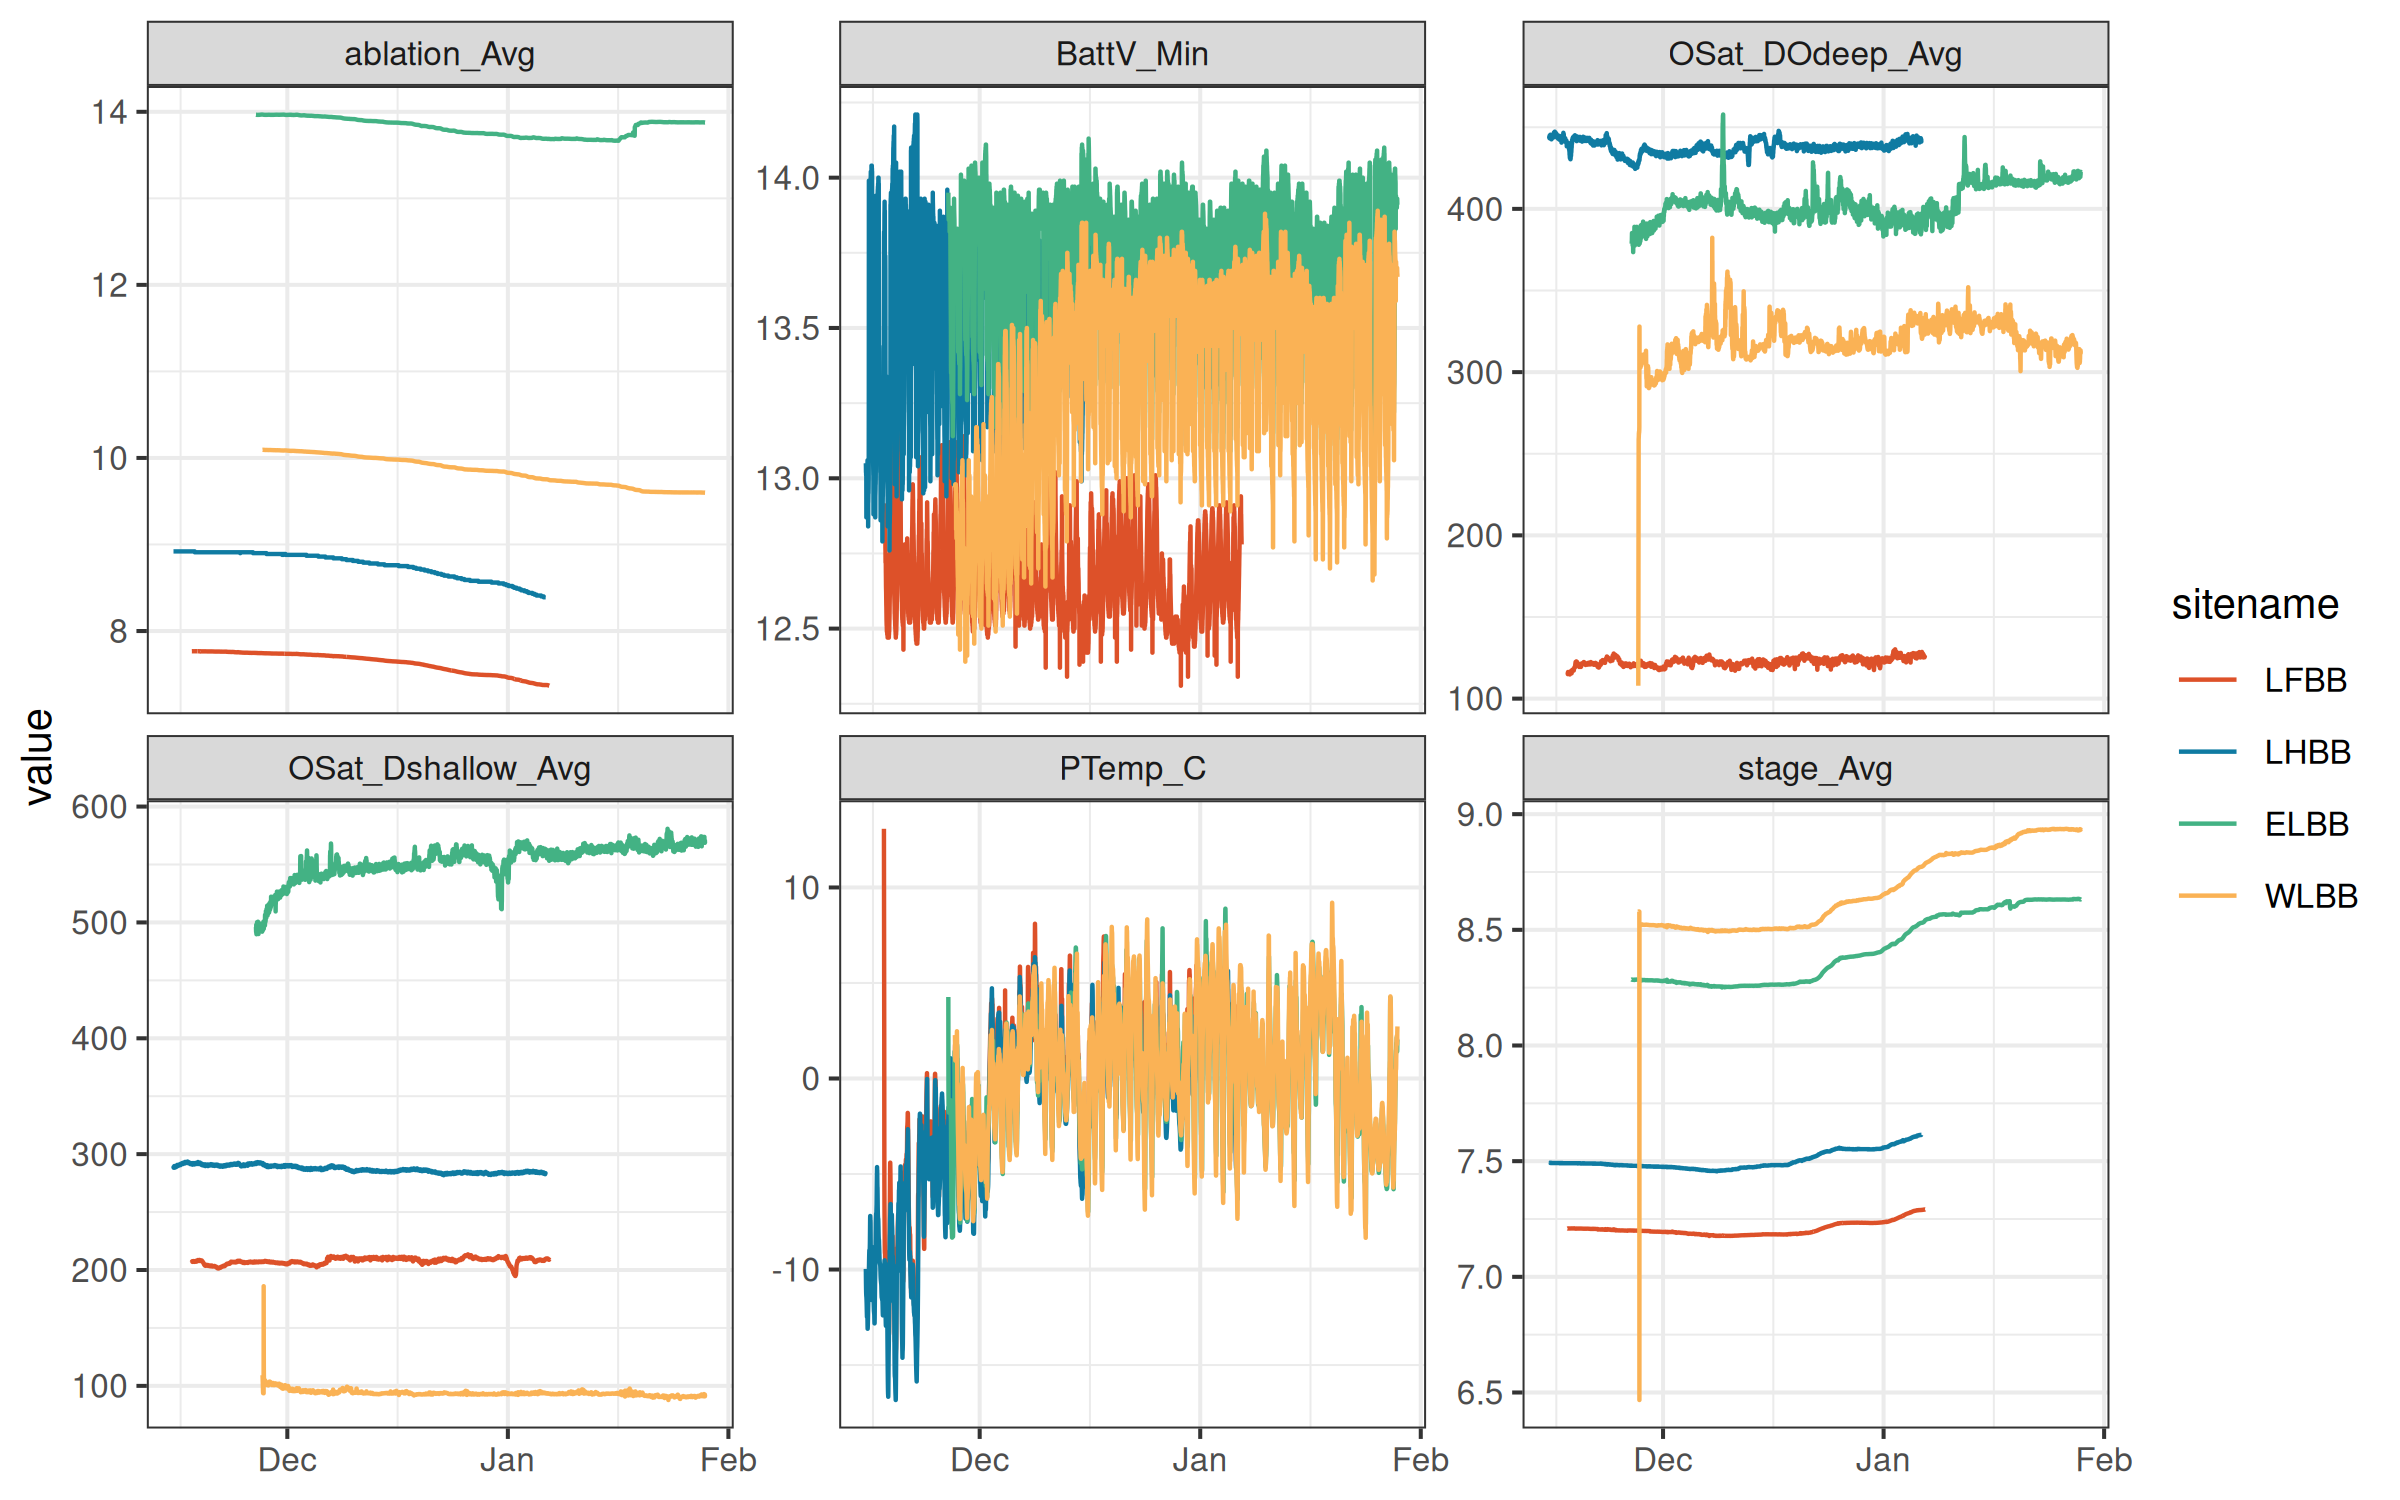 ablation_Avg
BattV_Min
OSat_DOdeep_Avg
14
12
10
8
14.0
13.5
13.0
12.5
400
300
200
100
value
OSat_Dshallow_Avg
PTemp_C
stage_Avg
600
500
400
300
200
100
10
0
-10
9.0
8.5
8.0
7.5
7.0
6.5
Dec
Jan
Feb
Dec
Jan
Feb
Dec
Jan
Feb
sitename
LFBB
LHBB
ELBB
WLBB